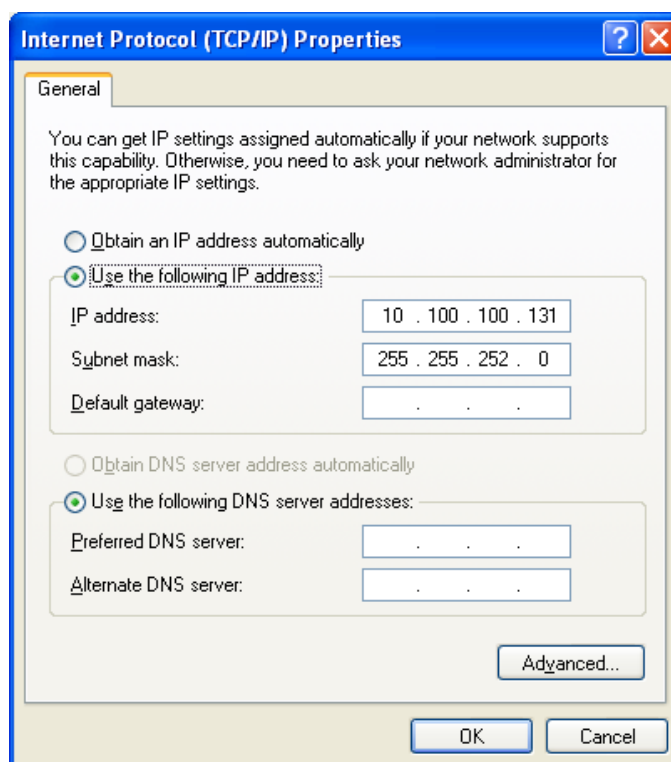 Internet Protocol (TCP/IP) Properties
General
You can get IP settings assigned automatically if your network supports
this capability. Otherwise, you need to ask your network administrator for
the appropriate IP settings.
Obtain an IP address automatically
Use the following IP address:
IP address: 10 . 100 . 100 . 131
Subnet mask: 255 . 255 . 252 . 0
Default gateway: . . .
Obtain DNS server address automatically
Use the following DNS server addresses:
Preferred DNS server: . . .
Alternate DNS server: . . .
Advanced...
OK Cancel